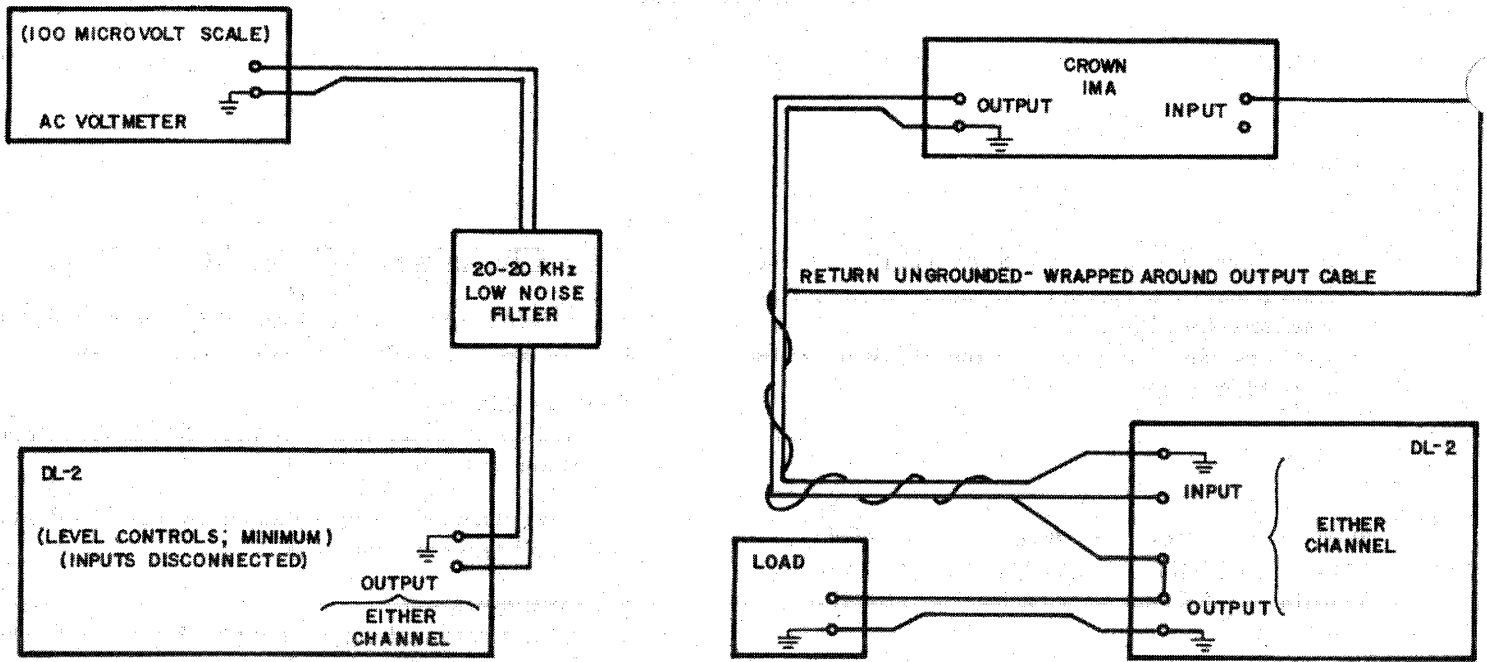 (100 MICROVOLT SCALE)
AC VOLTMETER
20-20 KHz
LOW NOISE
FILTER
DL-2
(LEVEL CONTROLS; MINIMUM)
(INPUTS DISCONNECTED)
OUTPUT
EITHER
CHANNEL
CROWN
IMA
OUTPUT
INPUT
RETURN UNGROUNDED- WRAPPED AROUND OUTPUT CABLE
DL-2
INPUT
EITHER
CHANNEL
OUTPUT
LOAD